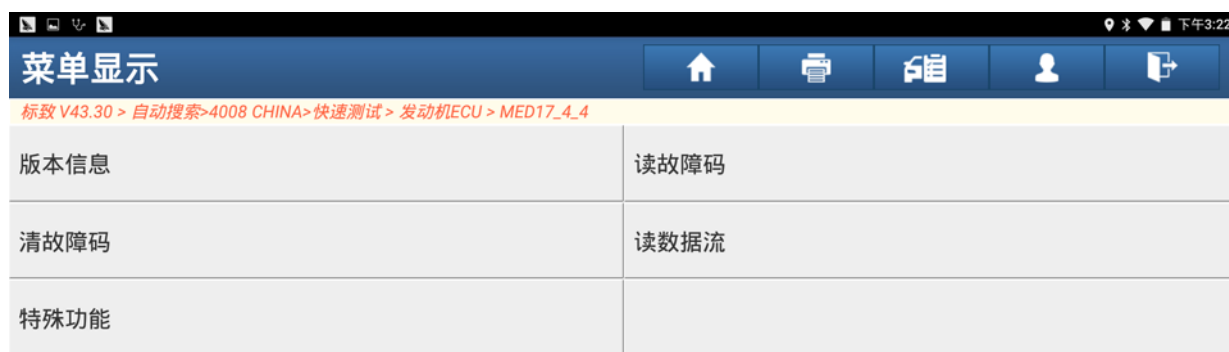 下午3:22
菜单显示
标致 V43.30 > 自动搜索>4008 CHINA>快速测试 > 发动机ECU > MED17_4_4
版本信息 读故障码
清故障码 读数据流
特殊功能